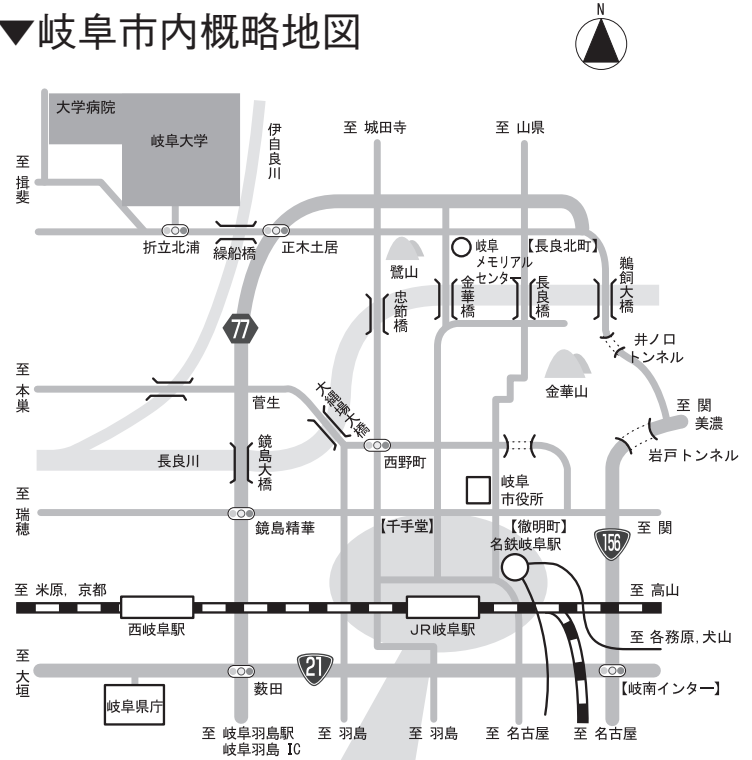 ▼岐阜市内概略地図
N
大学病院
岐阜大学
伊自良川
至 城田寺
至 山県
至 揖斐
折立北浦
繰船橋
正木土居
鷺山
岐阜
メモリアル
センター
【長良北町】
鵜飼大橋
忠節橋
金華橋
長良橋
77
井ノ口
トンネル
至 本巣
菅生
大縄場大橋
金華山
至 関
美濃
長良川
鏡島大橋
西野町
岩戸トンネル
岐阜
市役所
至 瑞穂
鏡島精華
【千手堂】
【徹明町】
至 関
名鉄岐阜駅
156
至 米原, 京都
至 高山
西岐阜駅
JR岐阜駅
至 各務原, 犬山
至 大垣
21
薮田
【岐南インター】
岐阜県庁
至 岐阜羽島駅
岐阜羽島 IC
至 羽島
至 羽島
至 名古屋
至 名古屋